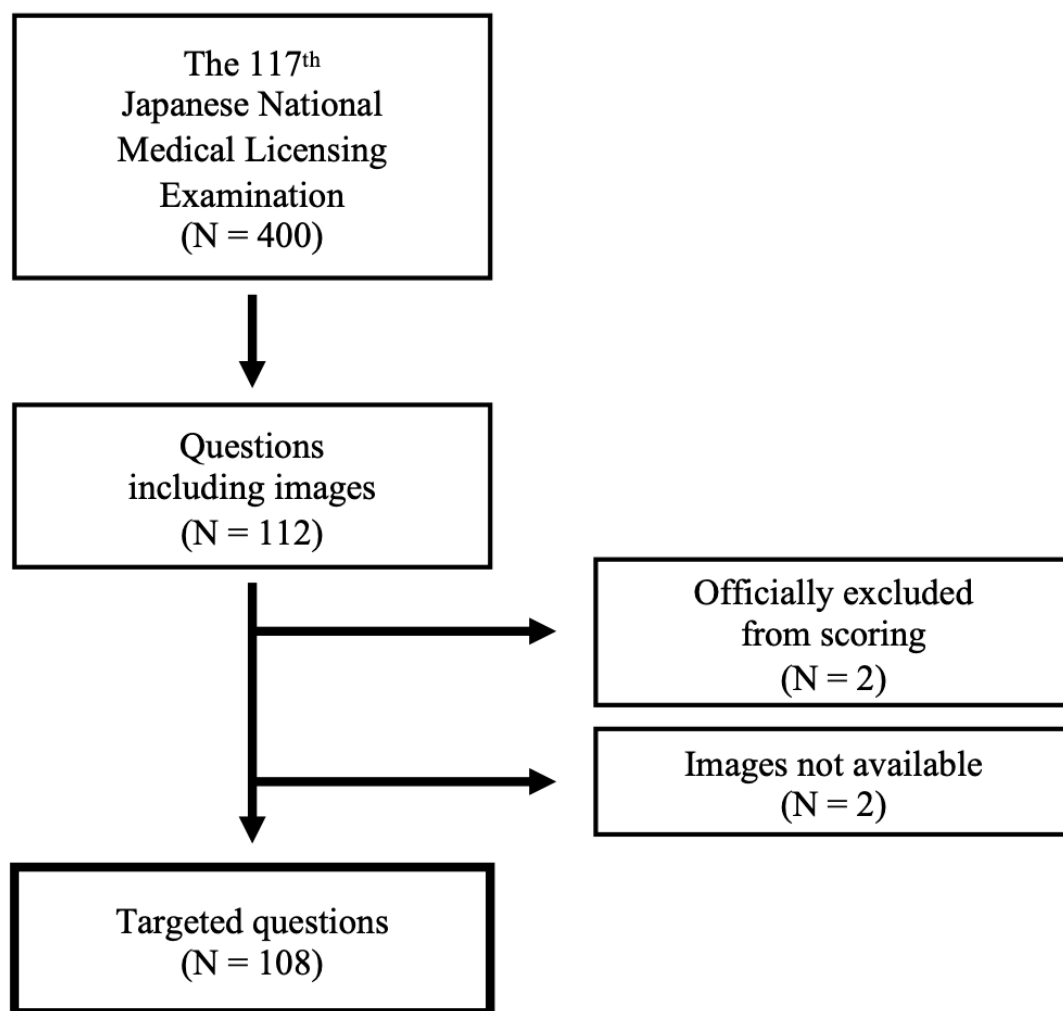 The 117th
Japanese National
Medical Licensing
Examination
(N = 400)
Questions
including images
(N = 112)
Officially excluded
from scoring
(N = 2)
Images not available
(N = 2)
Targeted questions
(N = 108)